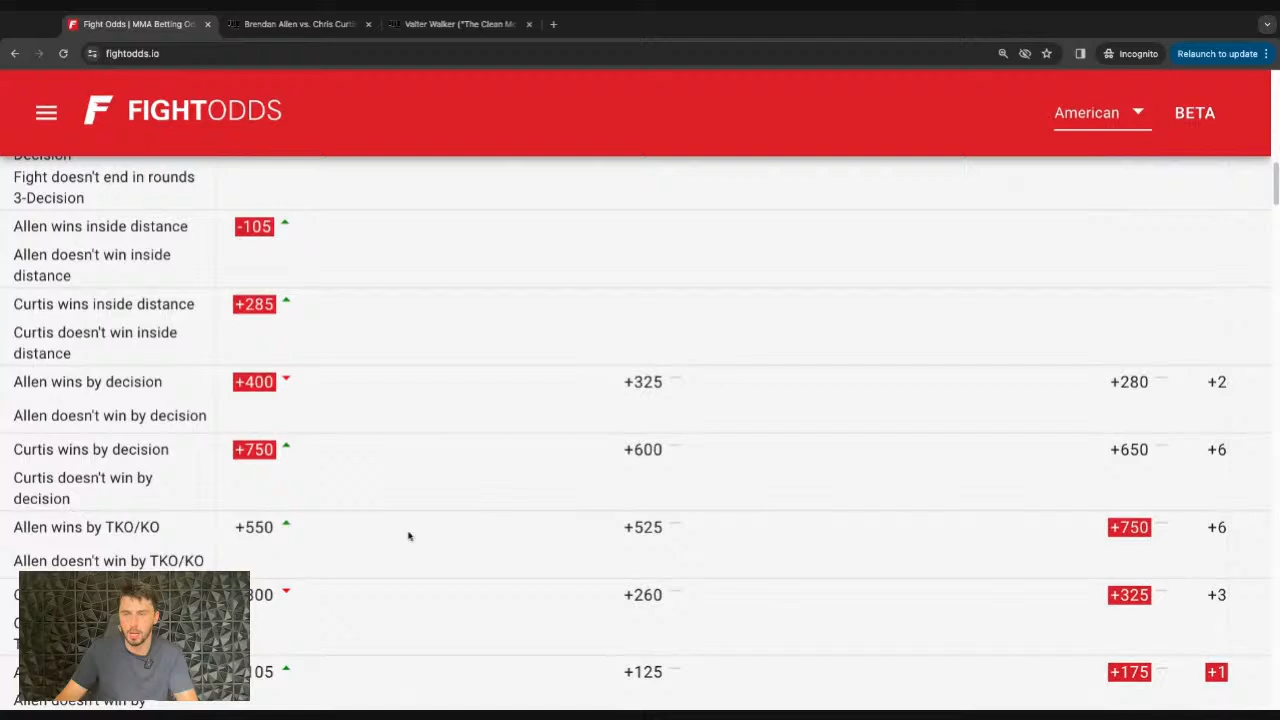 Fight Odds | MMA Betting Od
Brendan Allen vs. Chris Curti
Valter Walker ("The Clean Mo
fightodds.io
Incognito
Relaunch to update
FIGHTODDS
American
BETA
Decision
Fight doesn't end in rounds
3-Decision
Allen wins inside distance -105
Allen doesn't win inside
distance
Curtis wins inside distance +285
Curtis doesn't win inside
distance
Allen wins by decision +400 +325 +280 +2
Allen doesn't win by decision
Curtis wins by decision +750 +600 +650 +6
Curtis doesn't win by
decision
Allen wins by TKO/KO +550 +525 +750 +6
Allen doesn't win by TKO/KO
+260 +325 +3
+125 +175 +1
Allen doesn't win by